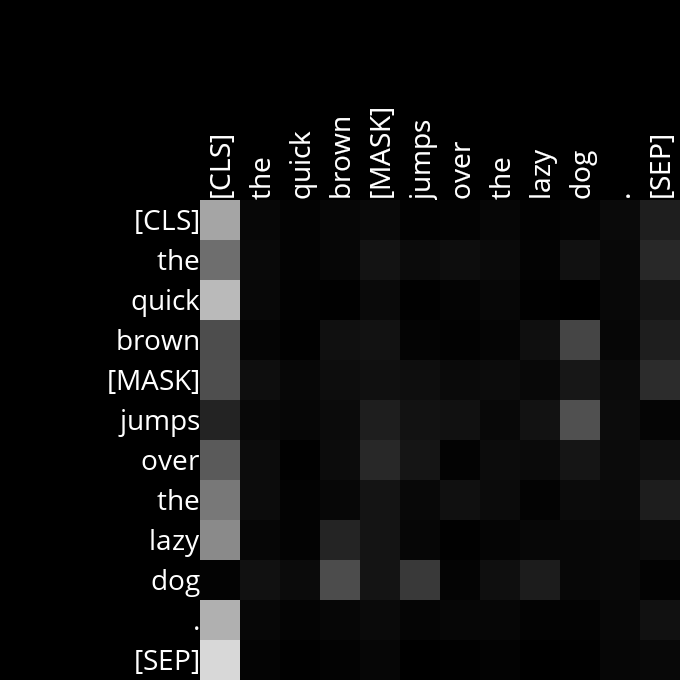 [CLS] the quick brown [MASK] jumps over the lazy dog . [SEP]
[CLS]
the
quick
brown
[MASK]
jumps
over
the
lazy
dog
.
[SEP]